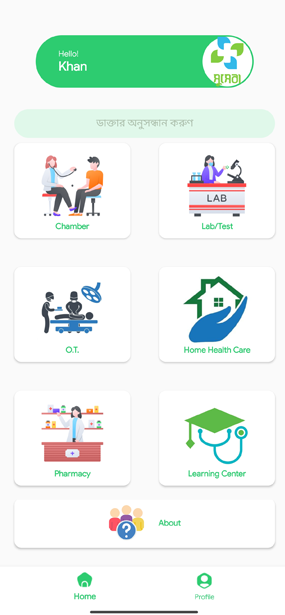 Hello!
Khan
সুসেবা
ডাক্তার অনুসন্ধান করুণ
Chamber
LAB
Lab/Test
O.T.
Home Health Care
Pharmacy
Learning Center
?
About
Home
Profile